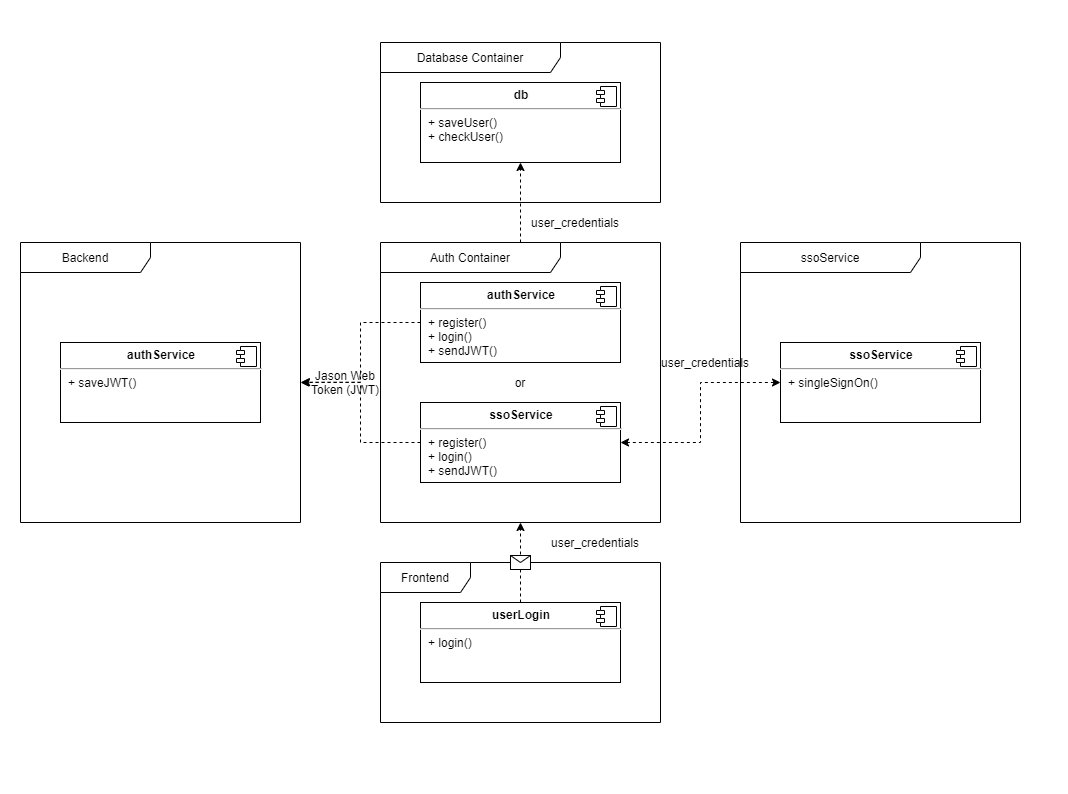 Database Container
db
+ saveUser()
+ checkUser()
user_credentials
Backend
authService
+ saveJWT()
Jason Web
Token (JWT)
Auth Container
authService
+ register()
+ login()
+ sendJWT()
or
ssoService
+ register()
+ login()
+ sendJWT()
user_credentials
ssoService
ssoService
+ singleSignOn()
user_credentials
Frontend
userLogin
+ login()